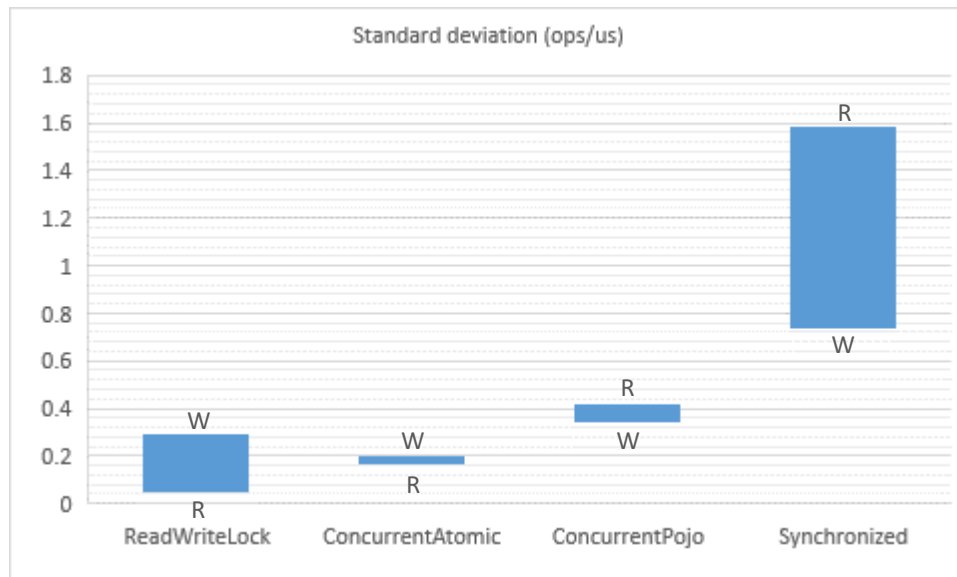 Standard deviation (ops/us)
1.8
1.6
R
1.4
1.2
1
0.8
W
0.6
R
0.4
W
W
W
0.2
R
R
0
ReadWriteLock ConcurrentAtomic ConcurrentPojo Synchronized